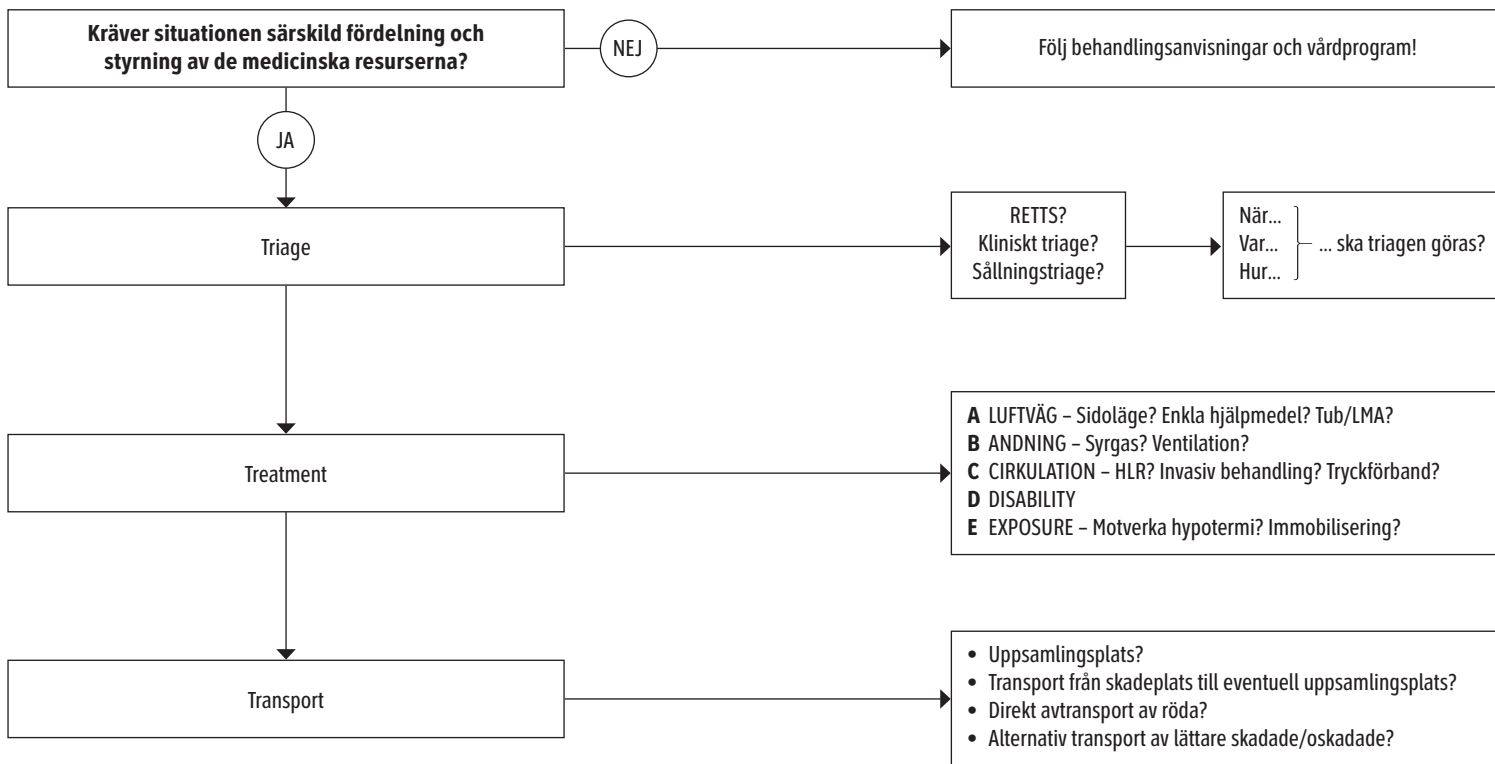 Kräver situationen särskild fördelning och
styrning av de medicinska resurserna?
NEJ
Följ behandlingsanvisningar och vårdprogram!
JA
Triage
RETTS?
Kliniskt triage?
Sållningstriage?
När...
Var...
Hur...
... ska triagen göras?
Treatment
A LUFTVÄG – Sidoläge? Enkla hjälpmedel? Tub/LMA?
B ANDNING – Syrgas? Ventilation?
C CIRKULATION – HLR? Invasiv behandling? Tryckförband?
D DISABILITY
E EXPOSURE – Motverka hypotermi? Immobilisering?
Transport
• Uppsamlingsplats?
• Transport från skadeplats till eventuell uppsamlingsplats?
• Direkt avtransport av röda?
• Alternativ transport av lättare skadade/oskadade?